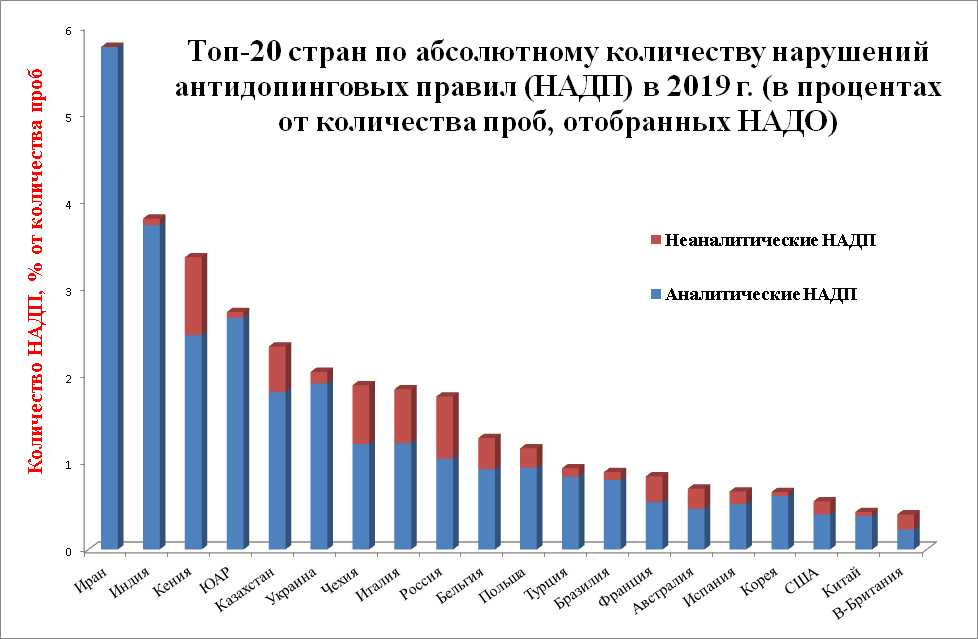 Топ-20 стран по абсолютному количеству нарушений
антидопинговых правил (НАДП) в 2019 г. (в процентах
от количества проб, отобранных НАДО)
Количество НАДП, % от количества проб
6
5
4
3
2
1
0
Неаналитические НАДП
Аналитические НАДП
Иран
Индия
Кения
ЮАР
Казахстан
Украина
Чехия
Италия
Россия
Бельгия
Польша
Турция
Бразилия
Франция
Австралия
Испания
Корея
США
Китай
В-Британия